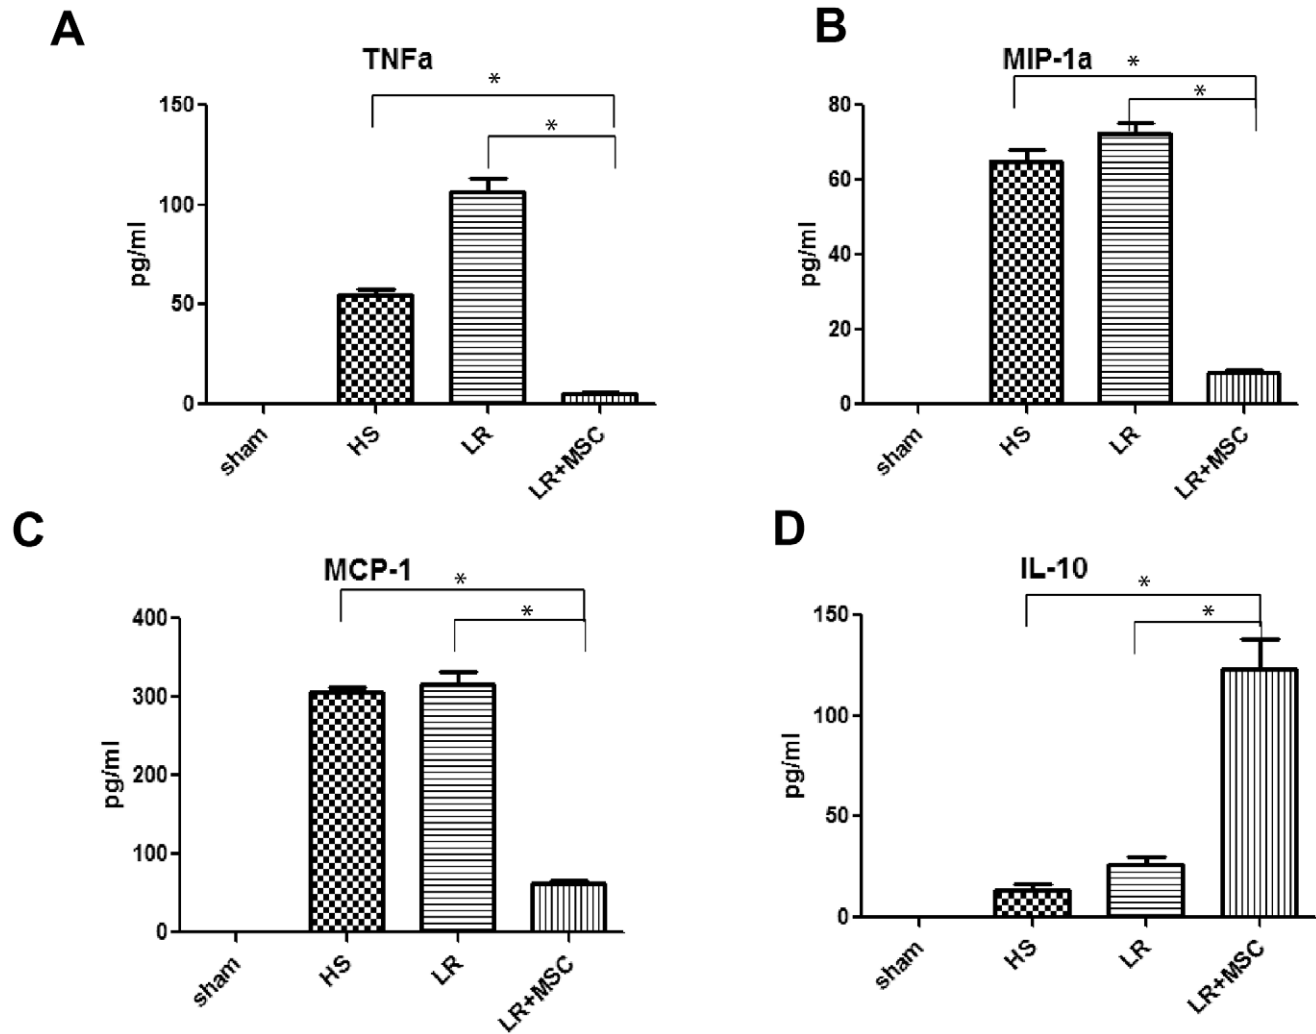 A
TNFa
*
*
150
100
50
0
pg/ml
sham
HS
LR
LR+MSC
B
MIP-1a
*
*
80
60
40
20
0
pg/ml
sham
HS
LR
LR+MSC
C
MCP-1
*
*
400
300
200
100
0
pg/ml
sham
HS
LR
LR+MSC
D
IL-10
*
*
150
100
50
0
pg/ml
sham
HS
LR
LR+MSC